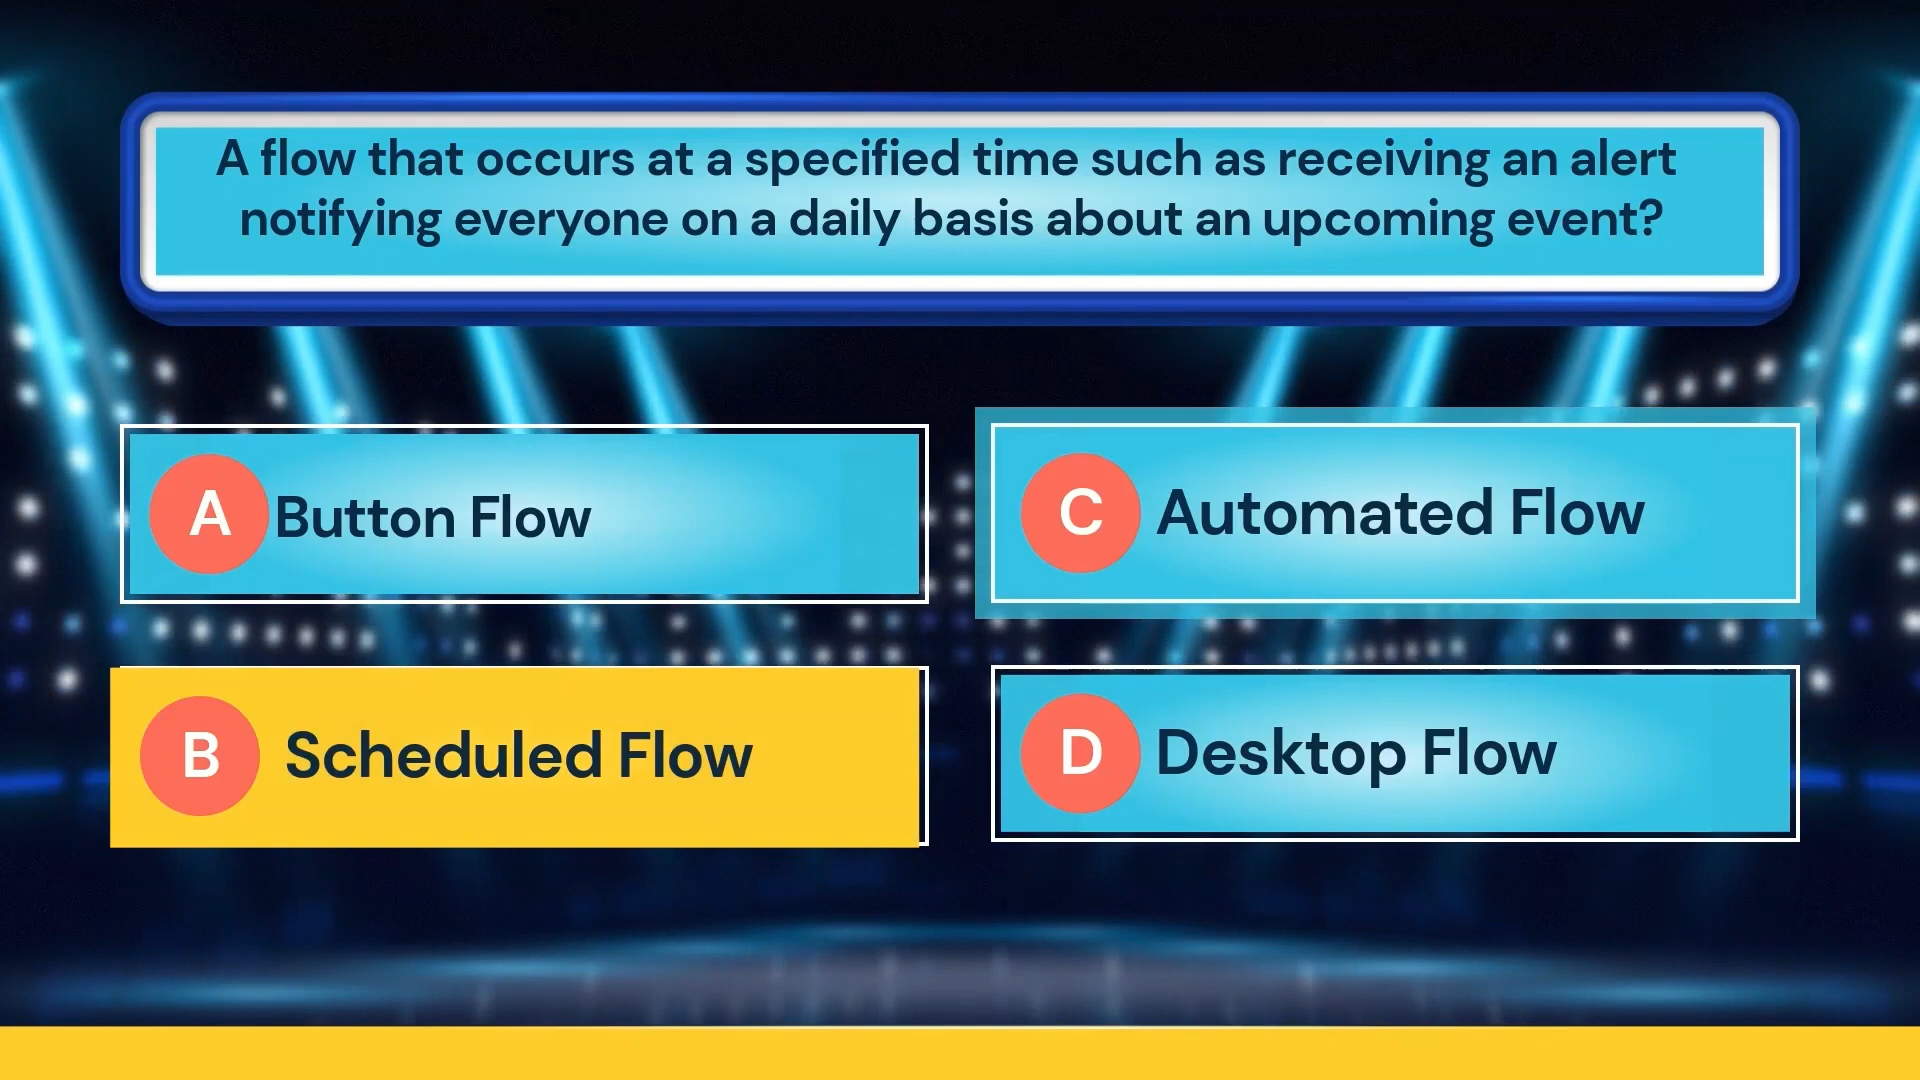 A flow that occurs at a specified time such as receiving an alert
notifying everyone on a daily basis about an upcoming event?
A Button Flow
C Automated Flow
B Scheduled Flow
D Desktop Flow